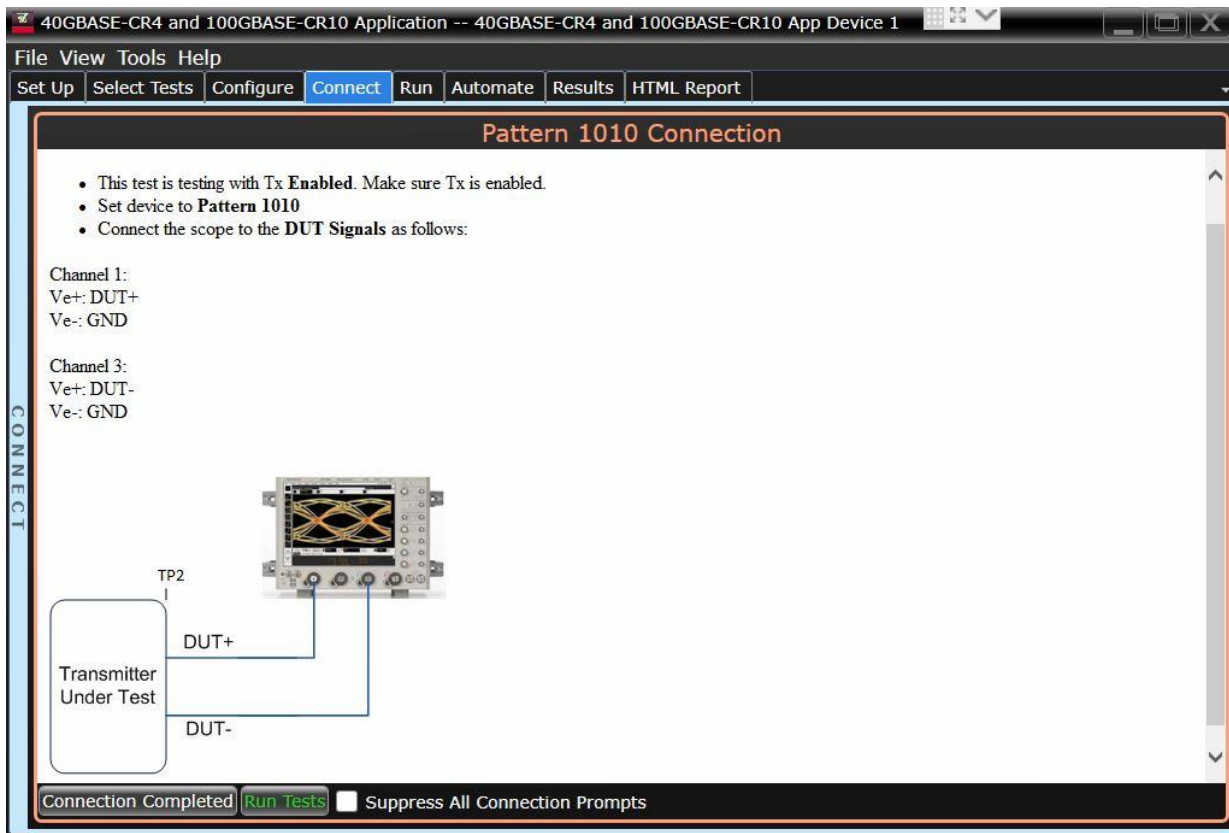 40GBASE-CR4 and 100GBASE-CR10 Application -- 40GBASE-CR4 and 100GBASE-CR10 App Device 1
File View Tools Help
Set Up Select Tests Configure Connect Run Automate Results HTML Report
Pattern 1010 Connection
• This test is testing with Tx Enabled. Make sure Tx is enabled.
• Set device to Pattern 1010
• Connect the scope to the DUT Signals as follows:
Channel 1:
Ve+: DUT+
Ve-: GND
Channel 3:
Ve+: DUT-
Ve-: GND
CONNECT
TP2
DUT+
Transmitter
Under Test
DUT-
Connection Completed Run Tests Suppress All Connection Prompts